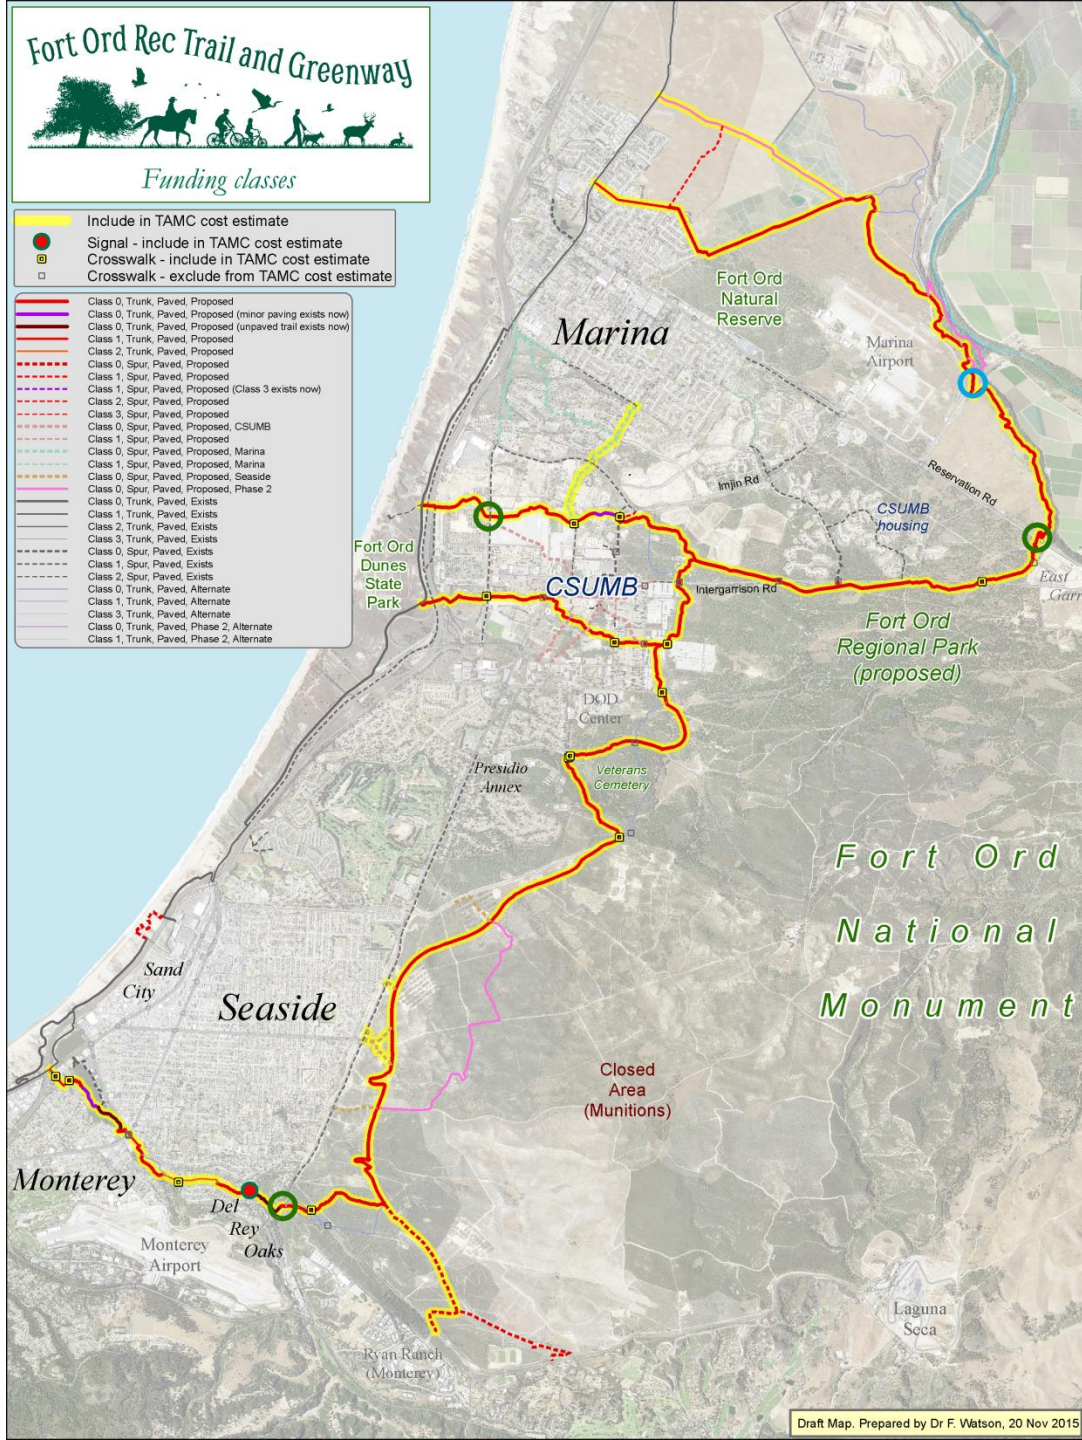 Fort Ord Rec Trail and Greenway
Funding classes
Include in TAMC cost estimate
Signal - include in TAMC cost estimate
Crosswalk - include in TAMC cost estimate
Crosswalk - exclude from TAMC cost estimate
Class 0, Trunk, Paved, Proposed
Class 0, Trunk, Paved, Proposed (minor paving exists now)
Class 0, Trunk, Paved, Proposed (unpaved trail exists now)
Class 1, Trunk, Paved, Proposed
Class 2, Trunk, Paved, Proposed
Class 0, Spur, Paved, Proposed
Class 1, Spur, Paved, Proposed
Class 1, Spur, Paved, Proposed (Class 3 exists now)
Class 2, Spur, Paved, Proposed
Class 3, Spur, Paved, Proposed
Class 0, Spur, Paved, Proposed, CSUMB
Class 1, Spur, Paved, Proposed
Class 0, Spur, Paved, Proposed, Marina
Class 1, Spur, Paved, Proposed, Marina
Class 0, Spur, Paved, Proposed, Seaside
Class 0, Spur, Paved, Proposed, Phase 2
Class 0, Trunk, Paved, Exists
Class 1, Trunk, Paved, Exists
Class 2, Trunk, Paved, Exists
Class 3, Trunk, Paved, Exists
Class 0, Spur, Paved, Exists
Class 1, Spur, Paved, Exists
Class 2, Spur, Paved, Exists
Class 0, Trunk, Paved, Alternate
Class 1, Trunk, Paved, Alternate
Class 3, Trunk, Paved, Alternate
Class 0, Trunk, Paved, Phase 2, Alternate
Class 1, Trunk, Paved, Phase 2, Alternate
Fort Ord
Natural
Reserve
Marina
Marina
Airport
Reservation Rd
Imjin Rd
CSUMB
housing
Fort Ord
Dunes
State
Park
CSUMB
Intergarrison Rd
East
Garr
Fort Ord
Regional Park
(proposed)
DOD
Center
Presidio
Annex
Veterans
Cemetery
Fort Ord
National
Monument
Sand
City
Seaside
Closed
Area
(Munitions)
Monterey
Del
Rey
Oaks
Monterey
Airport
Laguna
Seca
Ryan Ranch
(Monterey)
Draft Map. Prepared by Dr F. Watson, 20 Nov 2015